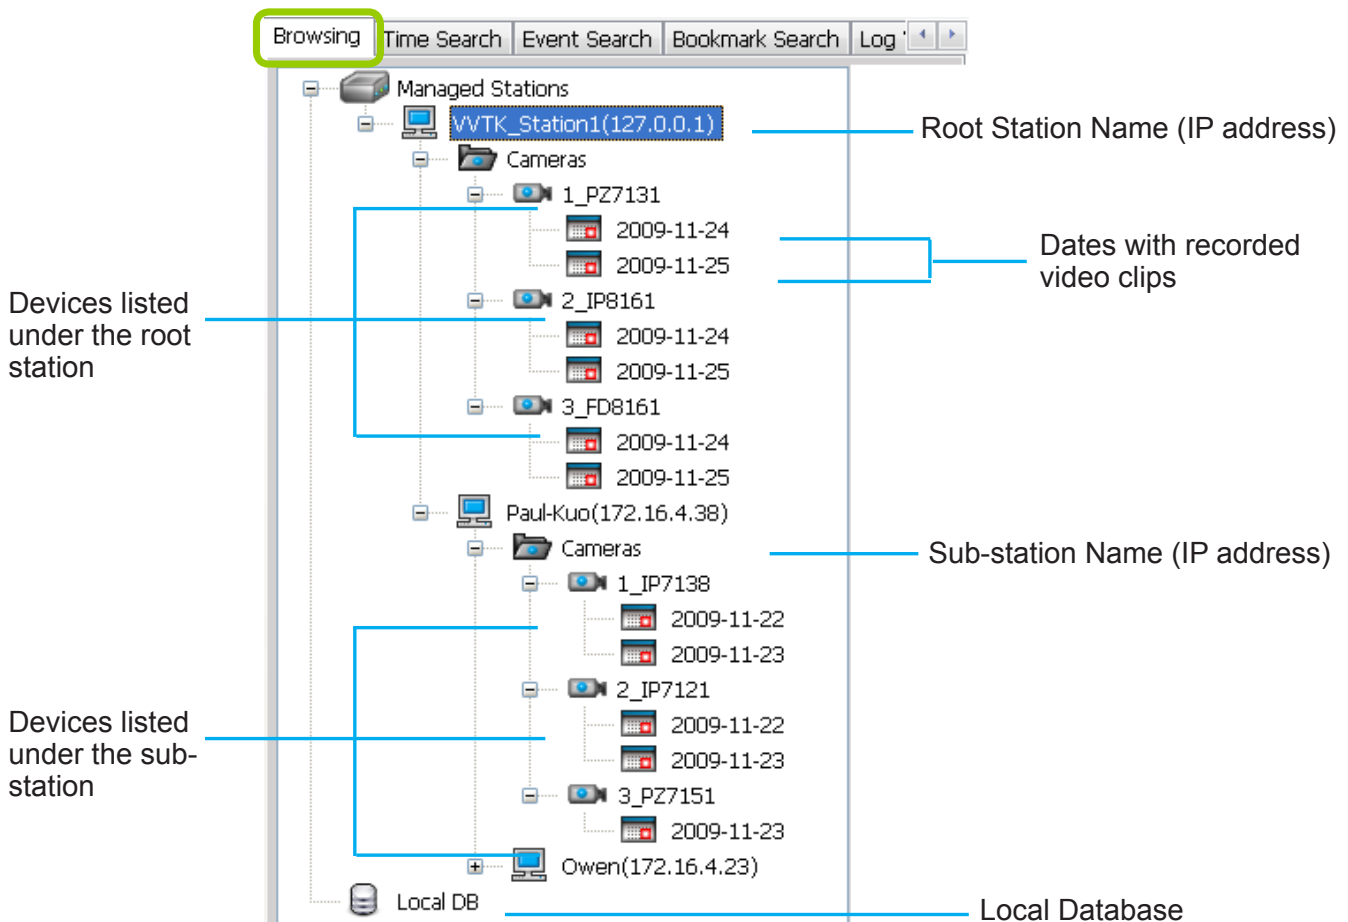 Browsing Time Search Event Search Bookmark Search Log
Managed Stations
VVTK_Station1(127.0.0.1)
Root Station Name (IP address)
Cameras
1_PZ7131
2009-11-24
2009-11-25
Dates with recorded
video clips
Devices listed
under the root
station
2_IP8161
2009-11-24
2009-11-25
3_FD8161
2009-11-24
2009-11-25
Paul-Kuo(172.16.4.38)
Cameras
Sub-station Name (IP address)
1_IP7138
2009-11-22
2009-11-23
Devices listed
under the sub-
station
2_IP7121
2009-11-22
2009-11-23
3_PZ7151
2009-11-23
Owen(172.16.4.23)
Local DB
Local Database